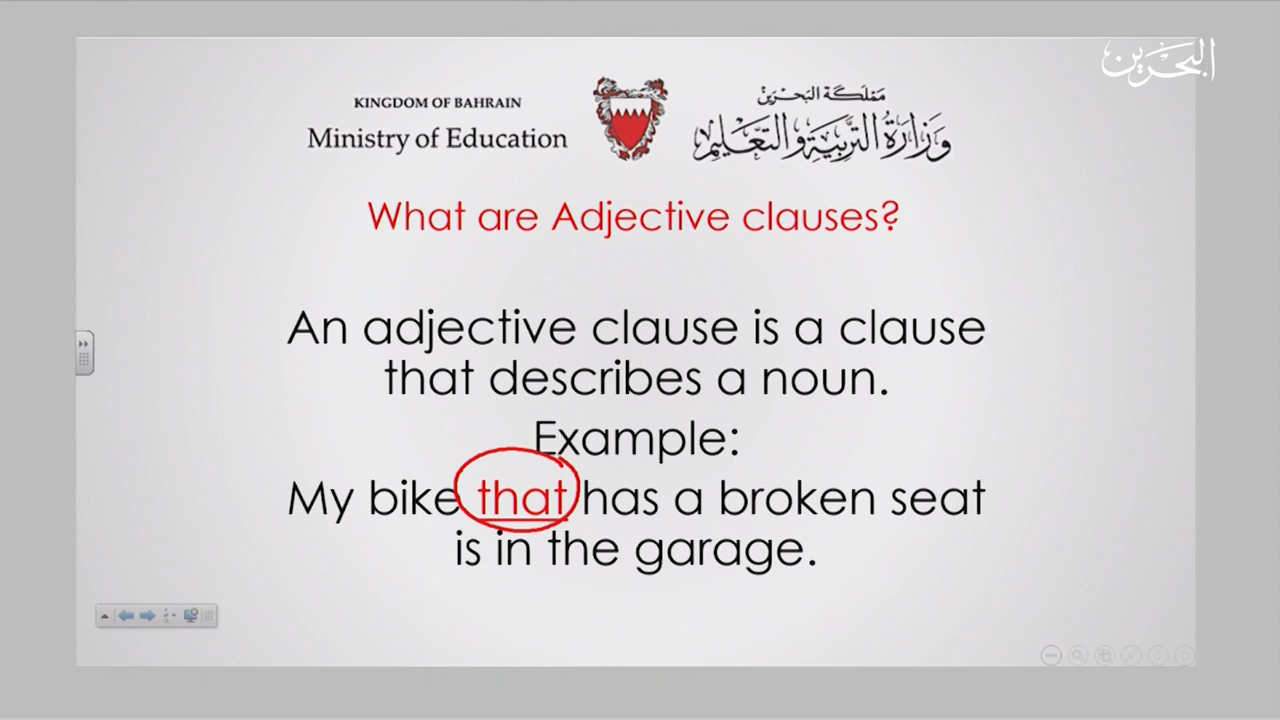 البحرين
KINGDOM OF BAHRAIN
Ministry of Education
مملكة البحرين
وزارة التربية والتعليم
What are Adjective clauses?
An adjective clause is a clause
that describes a noun.
Example:
My bike that has a broken seat
is in the garage.